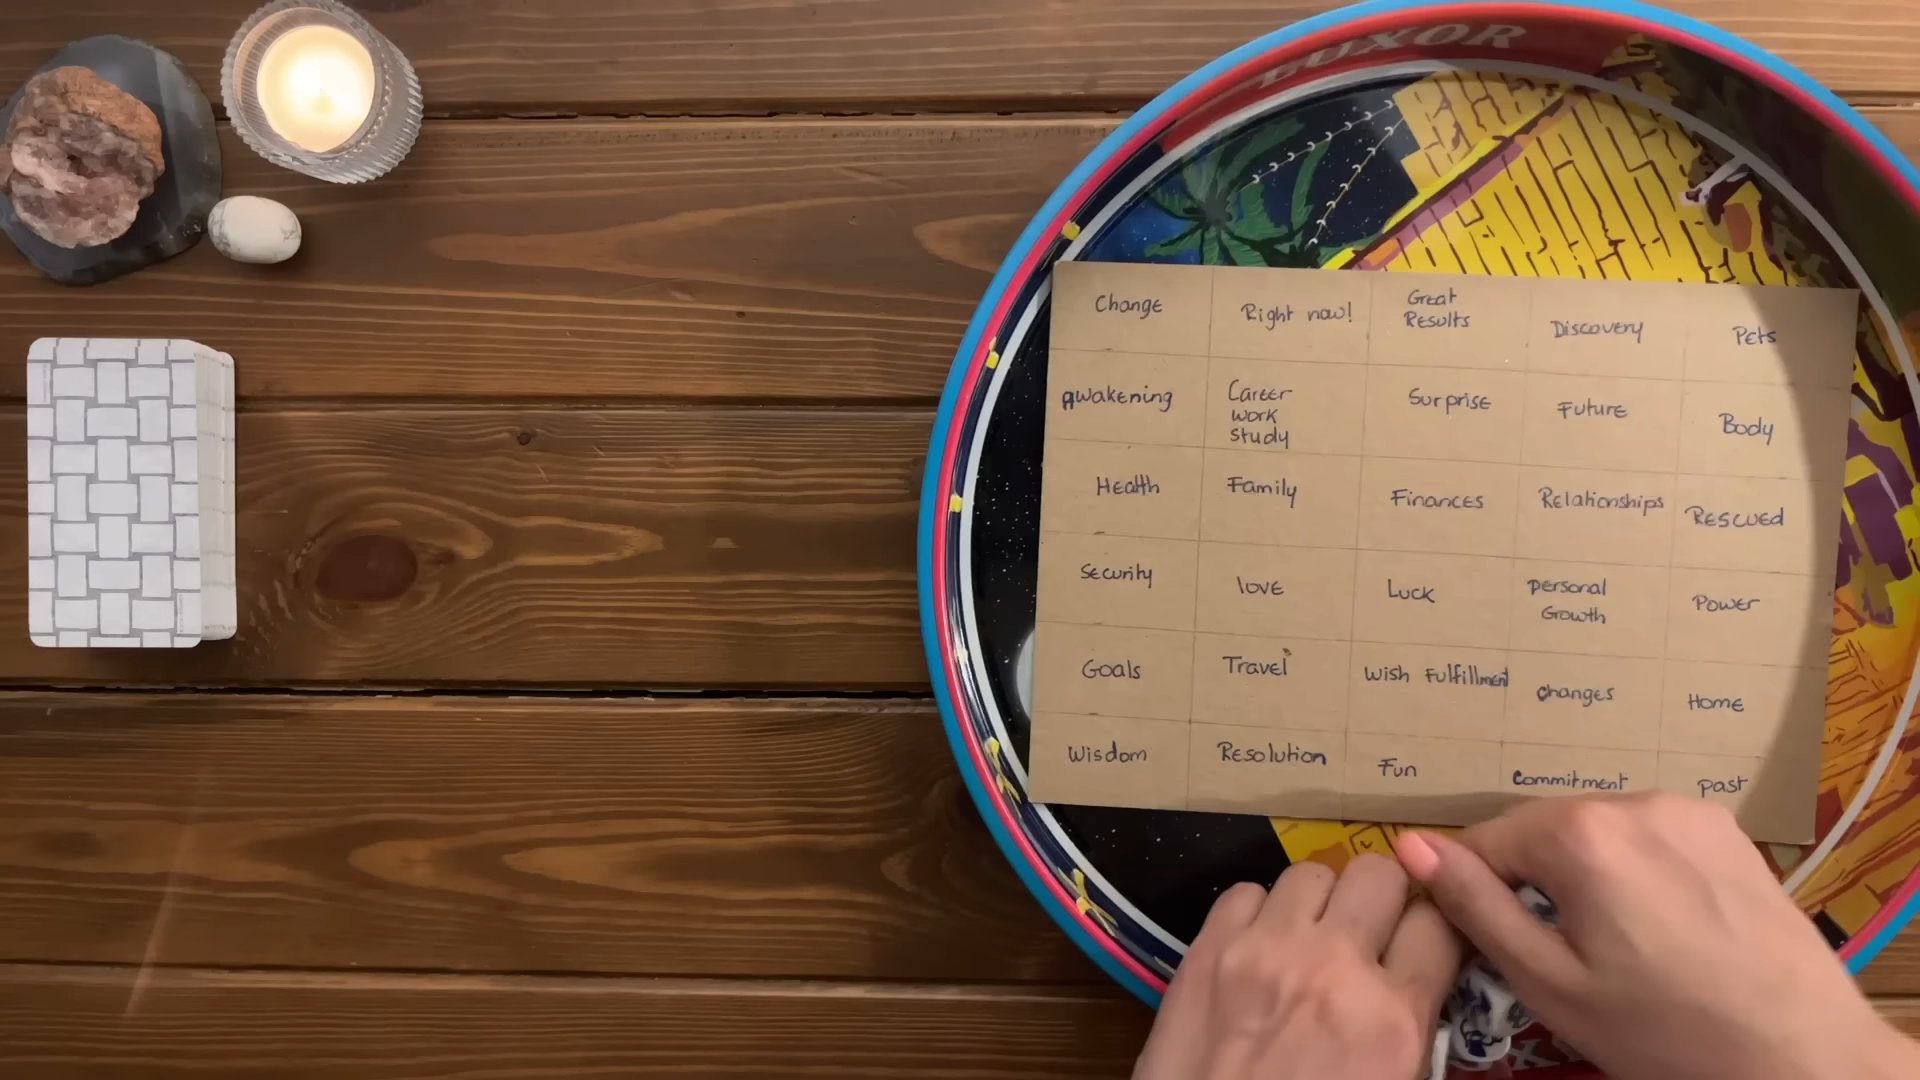 LUXOR
Change
Right now!
Great
Results
Discovery
Pets
Awakening
Career
work
study
Surprise
Future
Body
Health
Family
Finances
Relationships
RESCUED
Security
love
Luck
personal
Growth
Power
Goals
Travel
wish Fulfillment
changes
Home
Wisdom
Resolution
Fun
commitment
past